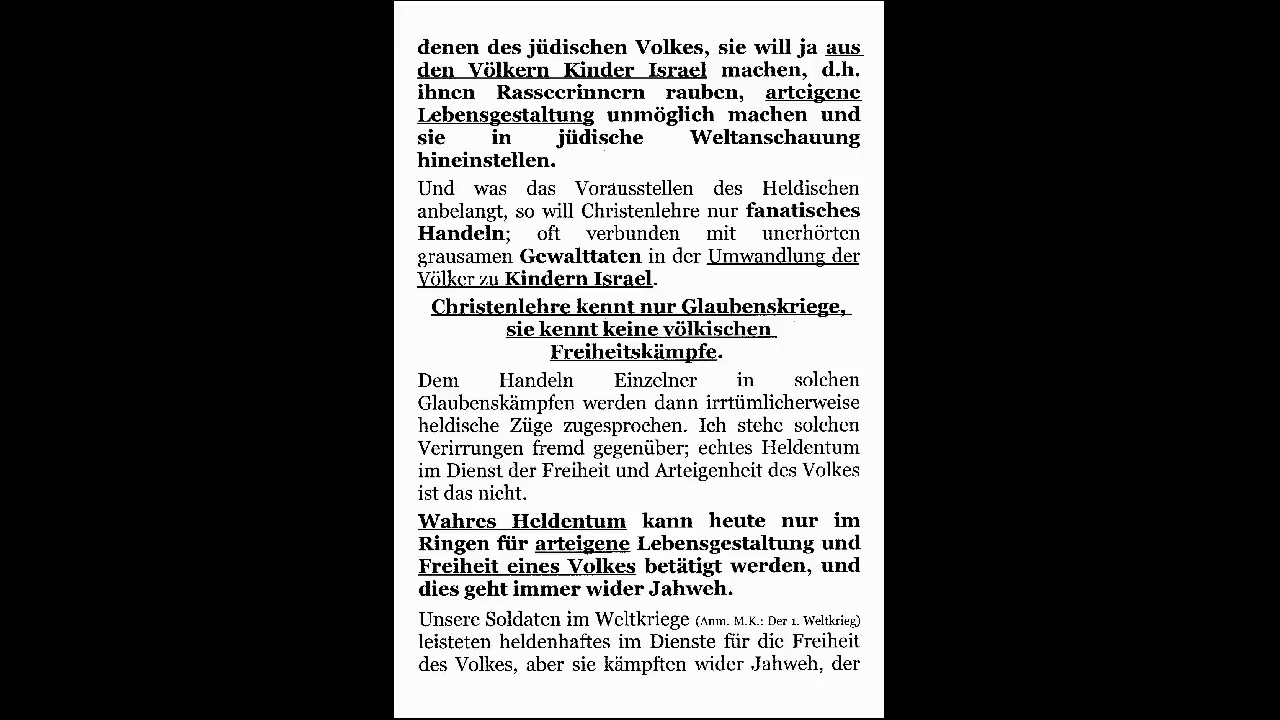 denen des jüdischen Volkes, sie will ja aus
den Völkern Kinder Israel machen, d.h.
ihnen Rasseerinnern rauben, arteigene
Lebensgestaltung unmöglich machen und
sie in jüdische Weltanschauung
hineinstellen.
Und was das Vorausstellen des Heldischen
anbelangt, so will Christenlehre nur fanatisches
Handeln; oft verbunden mit unerhörten
grausamen Gewalttaten in der Umwandlung der
Völker zu Kindern Israel.
Christenlehre kennt nur Glaubenskriege,
sie kennt keine völkischen
Freiheitskämpfe.
Dem Handeln Einzelner in solchen
Glaubenskämpfen werden dann irrtümlicherweise
heldische Züge zugesprochen. Ich stehe solchen
Verirrungen fremd gegenüber; echtes Heldentum
im Dienst der Freiheit und Arteigenheit des Volkes
ist das nicht.
Wahres Heldentum kann heute nur im
Ringen für arteigene Lebensgestaltung und
Freiheit eines Volkes betätigt werden, und
dies geht immer wider Jahweh.
Unsere Soldaten im Weltkriege (Anm. M.K.: Der 1. Weltkrieg)
leisteten heldenhaftes im Dienste für die Freiheit
des Volkes, aber sie kämpften wider Jahweh, der